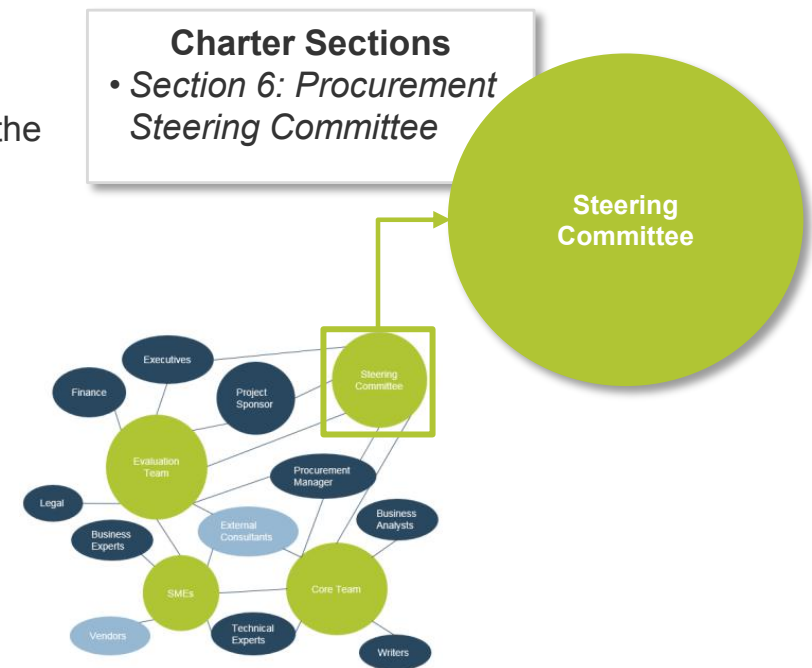 Charter Sections
• Section 6: Procurement
Steering Committee
the
Steering
Committee
Executives
Steering
Committee
Finance
Project
Sponsor
Evaluation
Team
Procurement
Manager
Legal
External
Consultants
Business
Analysts
Business
Experts
SMEs
Core Team
Vendors
Technical
Experts
Writers